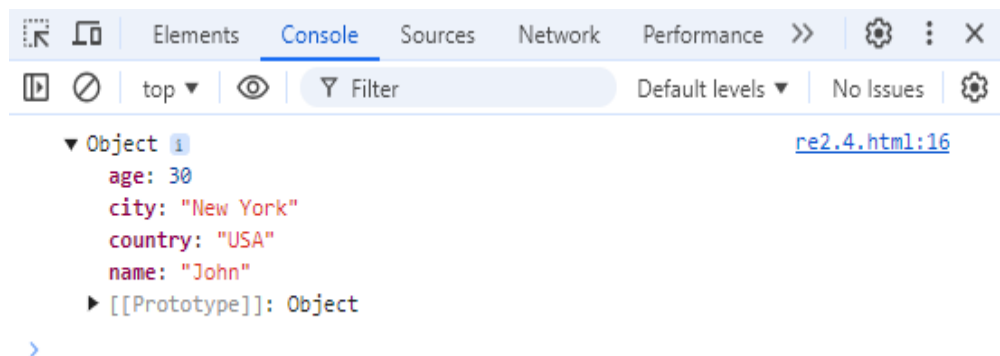 Elements Console Sources Network Performance
top Filter Default levels No Issues
Object i re2.4.html:16
age: 30
city: "New York"
country: "USA"
name: "John"
[[Prototype]]: Object